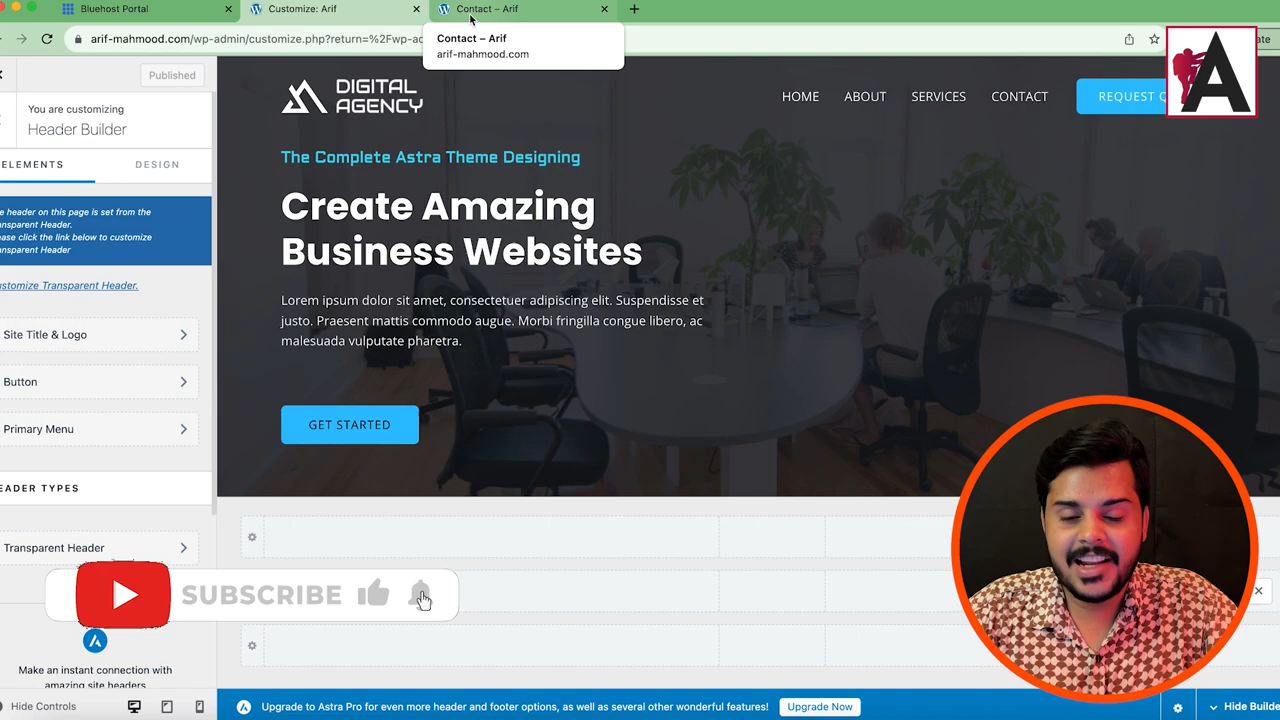 Bluehost Portal
Customize: Arif
Contact – Arif
arif-mahmood.com/wp-admin/customize.php?return=%2Fwp-ad
Contact – Arif
arif-mahmood.com
A
Published
You are customizing
Header Builder
ELEMENTS
DESIGN
header on this page is set from the
Transparent Header.
click the link below to customize
Transparent Header
Customize Transparent Header.
Site Title & Logo
Button
Primary Menu
HEADER TYPES
Transparent Header
SUBSCRIBE
Make an instant connection with
amazing site headers
Hide Controls
DIGITAL
AGENCY
HOME
ABOUT
SERVICES
CONTACT
REQUEST
The Complete Astra Theme Designing
Create Amazing
Business Websites
Lorem ipsum dolor sit amet, consectetuer adipiscing elit. Suspendisse et
justo. Praesent mattis commodo augue. Morbi fringilla congue libero, ac
malesuada vulputate pharetra.
GET STARTED
Upgrade to Astra Pro for even more header and footer options, as well as several other wonderful features!
Upgrade Now
Hide Builde